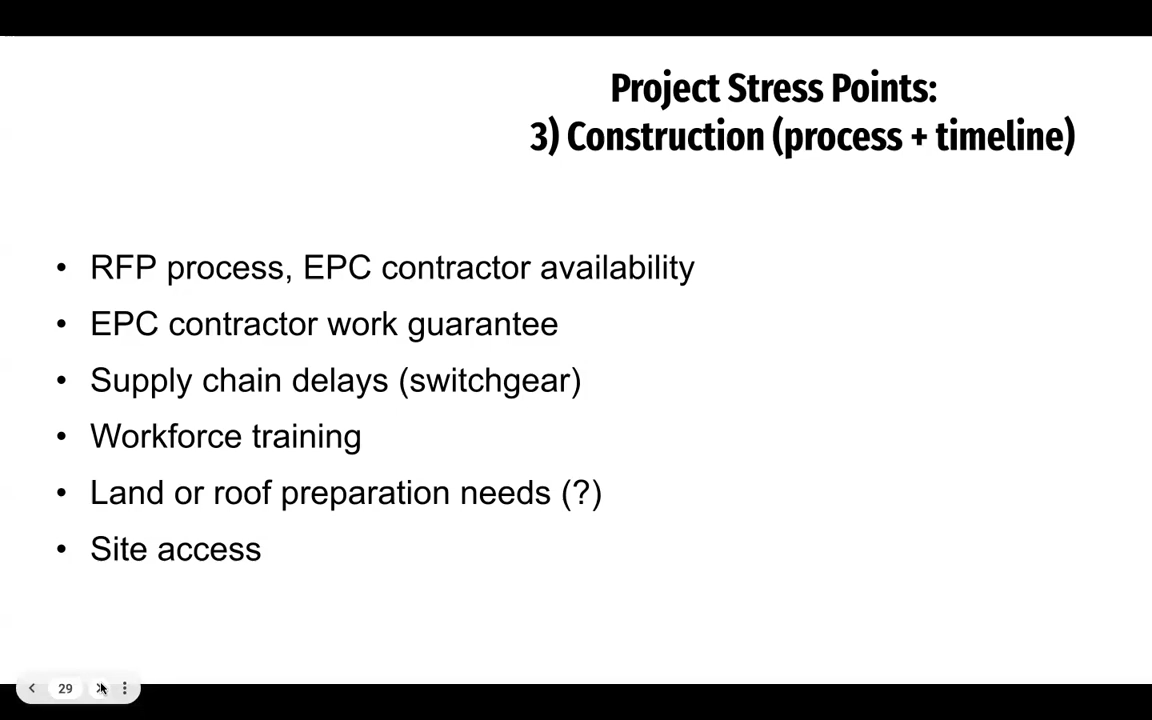 Project Stress Points:
3) Construction (process + timeline)
• RFP process, EPC contractor availability
• EPC contractor work guarantee
• Supply chain delays (switchgear)
• Workforce training
• Land or roof preparation needs (?)
• Site access
29